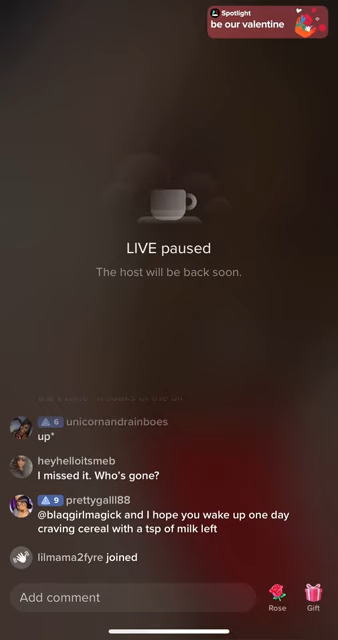 Spotlight
be our valentine
LIVE paused
The host will be back soon.
6 unicornandrainboes
up*
heyhelloitsmeb
I missed it. Who's gone?
9 prettygalll88
@blaqgirlmagick and I hope you wake up one day
craving cereal with a tsp of milk left
lilmama2fyre joined
Add comment
Rose
Gift